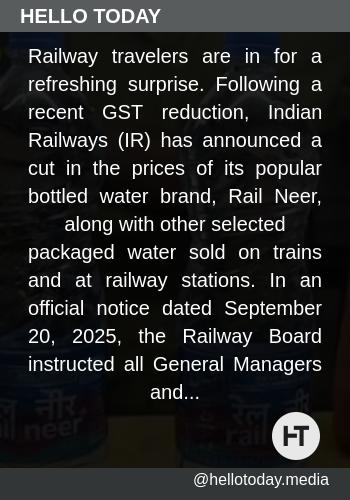 HELLO TODAY
Railway travelers are in for a
refreshing surprise. Following a
recent GST reduction, Indian
Railways (IR) has announced a
cut in the prices of its popular
bottled water brand, Rail Neer,
along with other selected
packaged water sold on trains
and at railway stations. In an
official notice dated September
20, 2025, the Railway Board
instructed all General Managers
and...
रेल नीर
rail neer
HT
@hellotoday.media